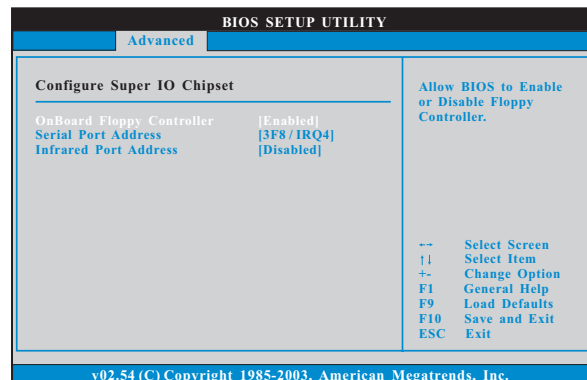 BIOS SETUP UTILITY
Advanced
Configure Super IO Chipset
OnBoard Floppy Controller [Enabled]
Serial Port Address [3F8 / IRQ4]
Infrared Port Address [Disabled]
Allow BIOS to Enable
or Disable Floppy
Controller.
←→ Select Screen
↑↓ Select Item
+- Change Option
F1 General Help
F9 Load Defaults
F10 Save and Exit
ESC Exit
v02.54 (C) Copyright 1985-2003, American Megatrends, Inc.